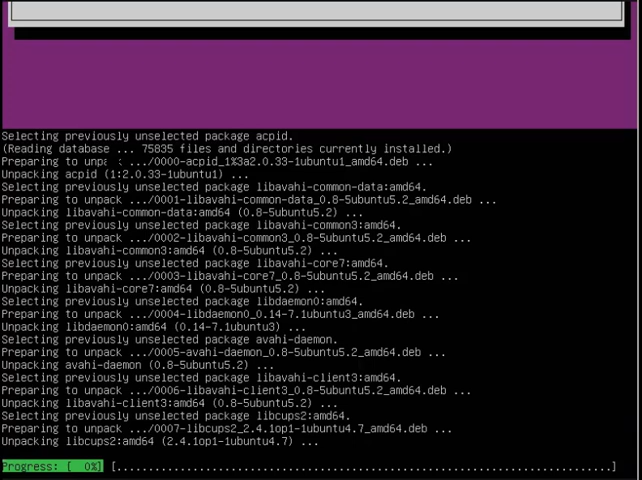 Selecting previously unselected package acpid.
(Reading database ... 75835 files and directories currently installed.)
Preparing to unpa .../0000-acpid_1%3a2.0.33-1ubuntu1_amd64.deb ...
Unpacking acpid (1:2.0.33-1ubuntu1) ...
Selecting previously unselected package libavahi-common-data:amd64.
Preparing to unpack .../0001-libavahi-common-data_0.8-5ubuntu5.2_amd64.deb ...
Unpacking libavahi-common-data:amd64 (0.8-5ubuntu5.2) ...
Selecting previously unselected package libavahi-common3:amd64.
Preparing to unpack .../0002-libavahi-common3_0.8-5ubuntu5.2_amd64.deb ...
Unpacking libavahi-common3:amd64 (0.8-5ubuntu5.2) ...
Selecting previously unselected package libavahi-core7:amd64.
Preparing to unpack .../0003-libavahi-core7_0.8-5ubuntu5.2_amd64.deb ...
Unpacking libavahi-core7:amd64 (0.8-5ubuntu5.2) ...
Selecting previously unselected package libdaemon0:amd64.
Preparing to unpack .../0004-libdaemon0_0.14-7.1ubuntu3_amd64.deb ...
Unpacking libdaemon0:amd64 (0.14-7.1ubuntu3) ...
Selecting previously unselected package avahi-daemon.
Preparing to unpack .../0005-avahi-daemon_0.8-5ubuntu5.2_amd64.deb ...
Unpacking avahi-daemon (0.8-5ubuntu5.2) ...
Selecting previously unselected package libavahi-client3:amd64.
Preparing to unpack .../0006-libavahi-client3_0.8-5ubuntu5.2_amd64.deb ...
Unpacking libavahi-client3:amd64 (0.8-5ubuntu5.2) ...
Selecting previously unselected package libcups2:amd64.
Preparing to unpack .../0007-libcups2_2.4.1op1-1ubuntu4.7_amd64.deb ...
Unpacking libcups2:amd64 (2.4.1op1-1ubuntu4.7) ...
Progress: [  0%] [..............................................................................]